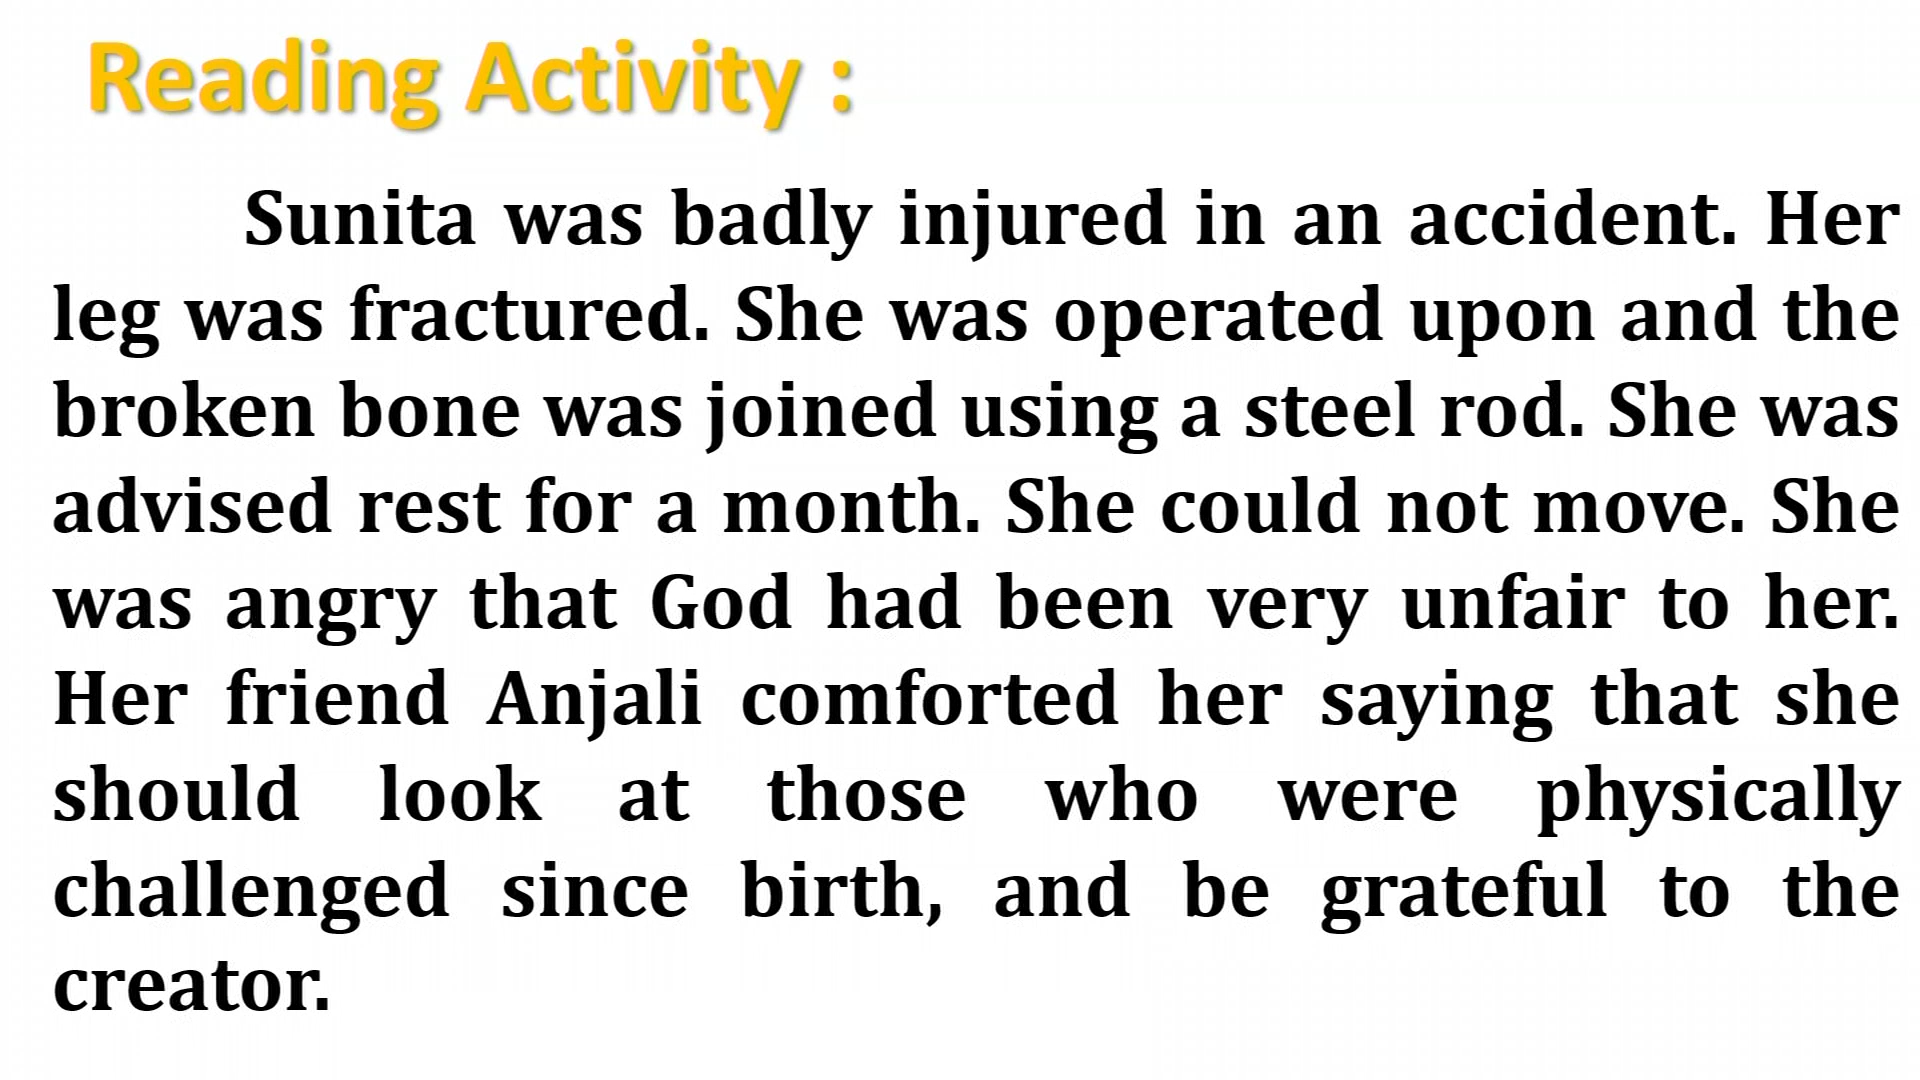 Reading Activity :
Sunita was badly injured in an accident. Her
leg was fractured. She was operated upon and the
broken bone was joined using a steel rod. She was
advised rest for a month. She could not move. She
was angry that God had been very unfair to her.
Her friend Anjali comforted her saying that she
should look at those who were physically
challenged since birth, and be grateful to the
creator.